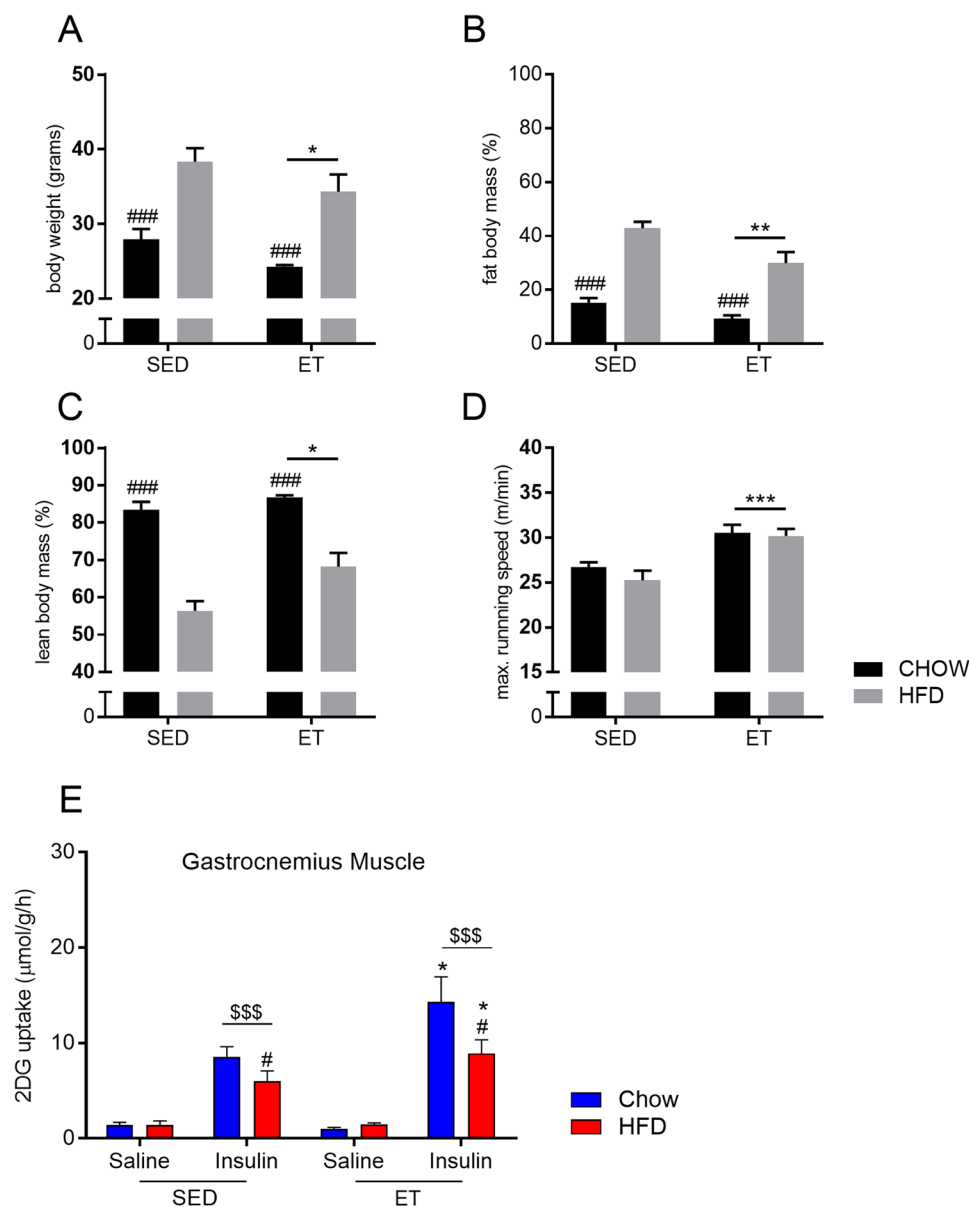 A
body weight (grams)
50
40
30
20
0
###
###
*
SED
ET
B
fat body mass (%)
100
80
60
40
20
0
###
###
**
SED
ET
C
lean body mass (%)
100
90
80
70
60
50
40
0
###
###
*
SED
ET
D
max. runnning speed (m/min)
40
35
30
25
20
15
0
***
SED
ET
CHOW
HFD
E
Gastrocnemius Muscle
2DG uptake (μmol/g/h)
30
20
10
0
$$$
#
$$$
*
*
#
Saline
Insulin
Saline
Insulin
SED
ET
Chow
HFD